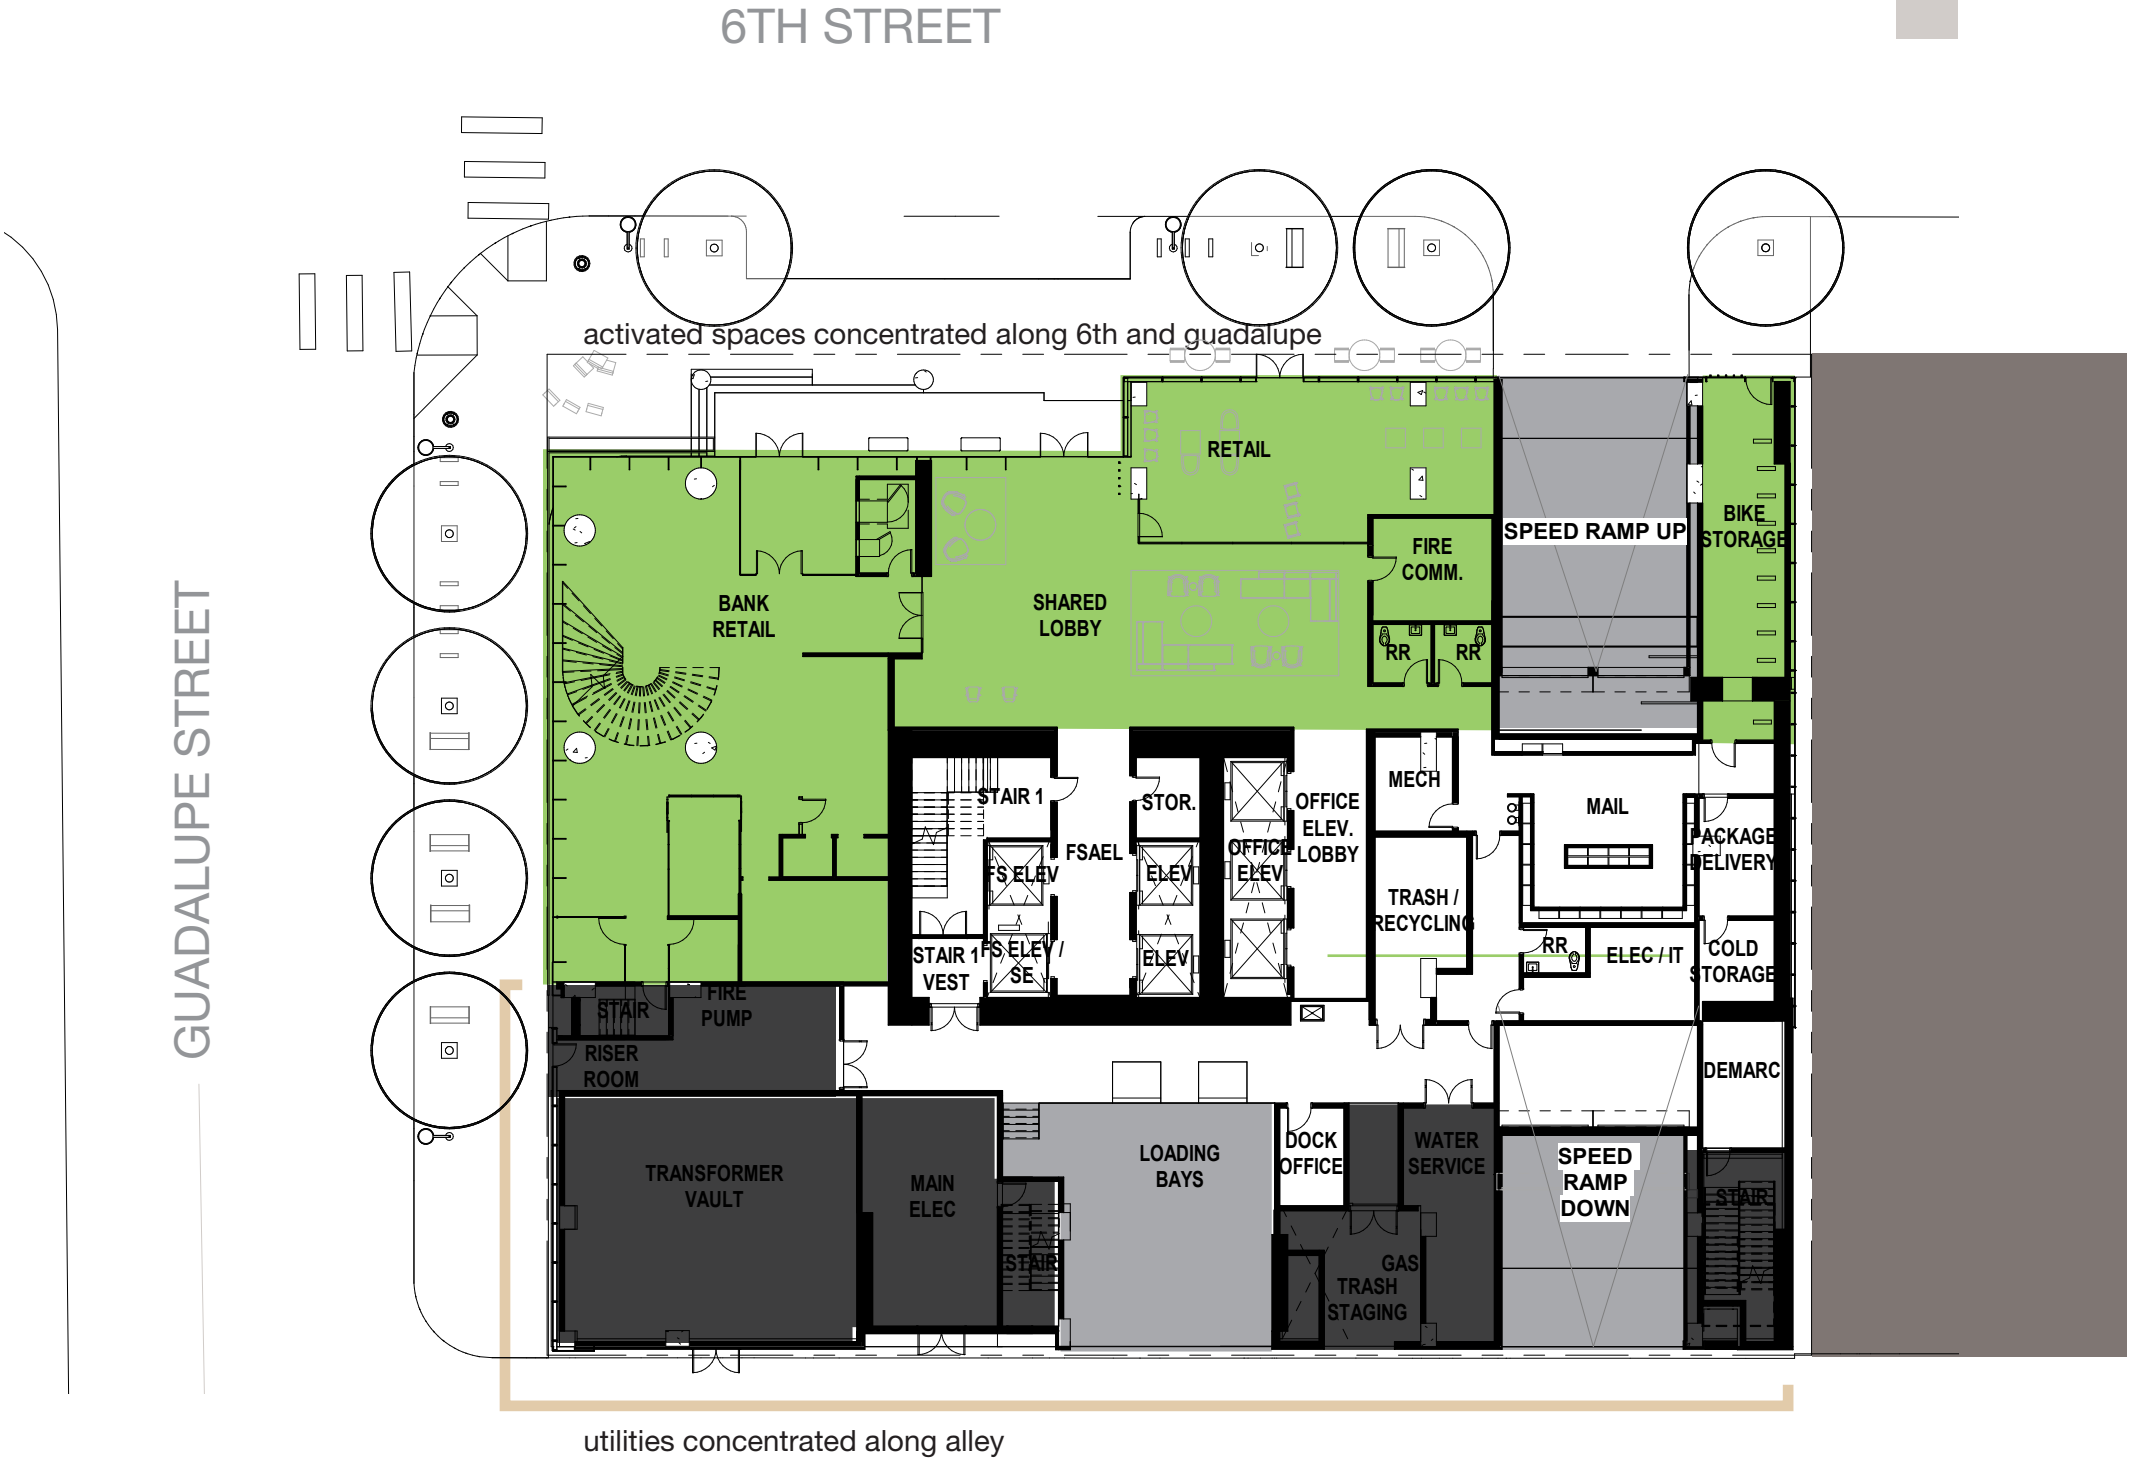 6TH STREET
activated spaces concentrated along 6th and guadalupe
GUADALUPE STREET
RETAIL
BANK
RETAIL
SHARED
LOBBY
FIRE
COMM.
RR
RR
SPEED RAMP UP
BIKE
STORAGE
STAIR 1
STOR.
FSAEL
FS ELEV
ELEV
OFFICE
ELEV
OFFICE
ELEV.
LOBBY
MECH
MAIL
PACKAGE
DELIVERY
TRASH /
RECYCLING
STAIR 1
VEST
FS ELEV /
SE
ELEV
RR
ELEC / IT
COLD
STORAGE
STAIR
FIRE
PUMP
RISER
ROOM
DEMARC
TRANSFORMER
VAULT
MAIN
ELEC
STAIR
LOADING
BAYS
DOCK
OFFICE
WATER
SERVICE
GAS
TRASH
STAGING
SPEED
RAMP
DOWN
STAIR
utilities concentrated along alley